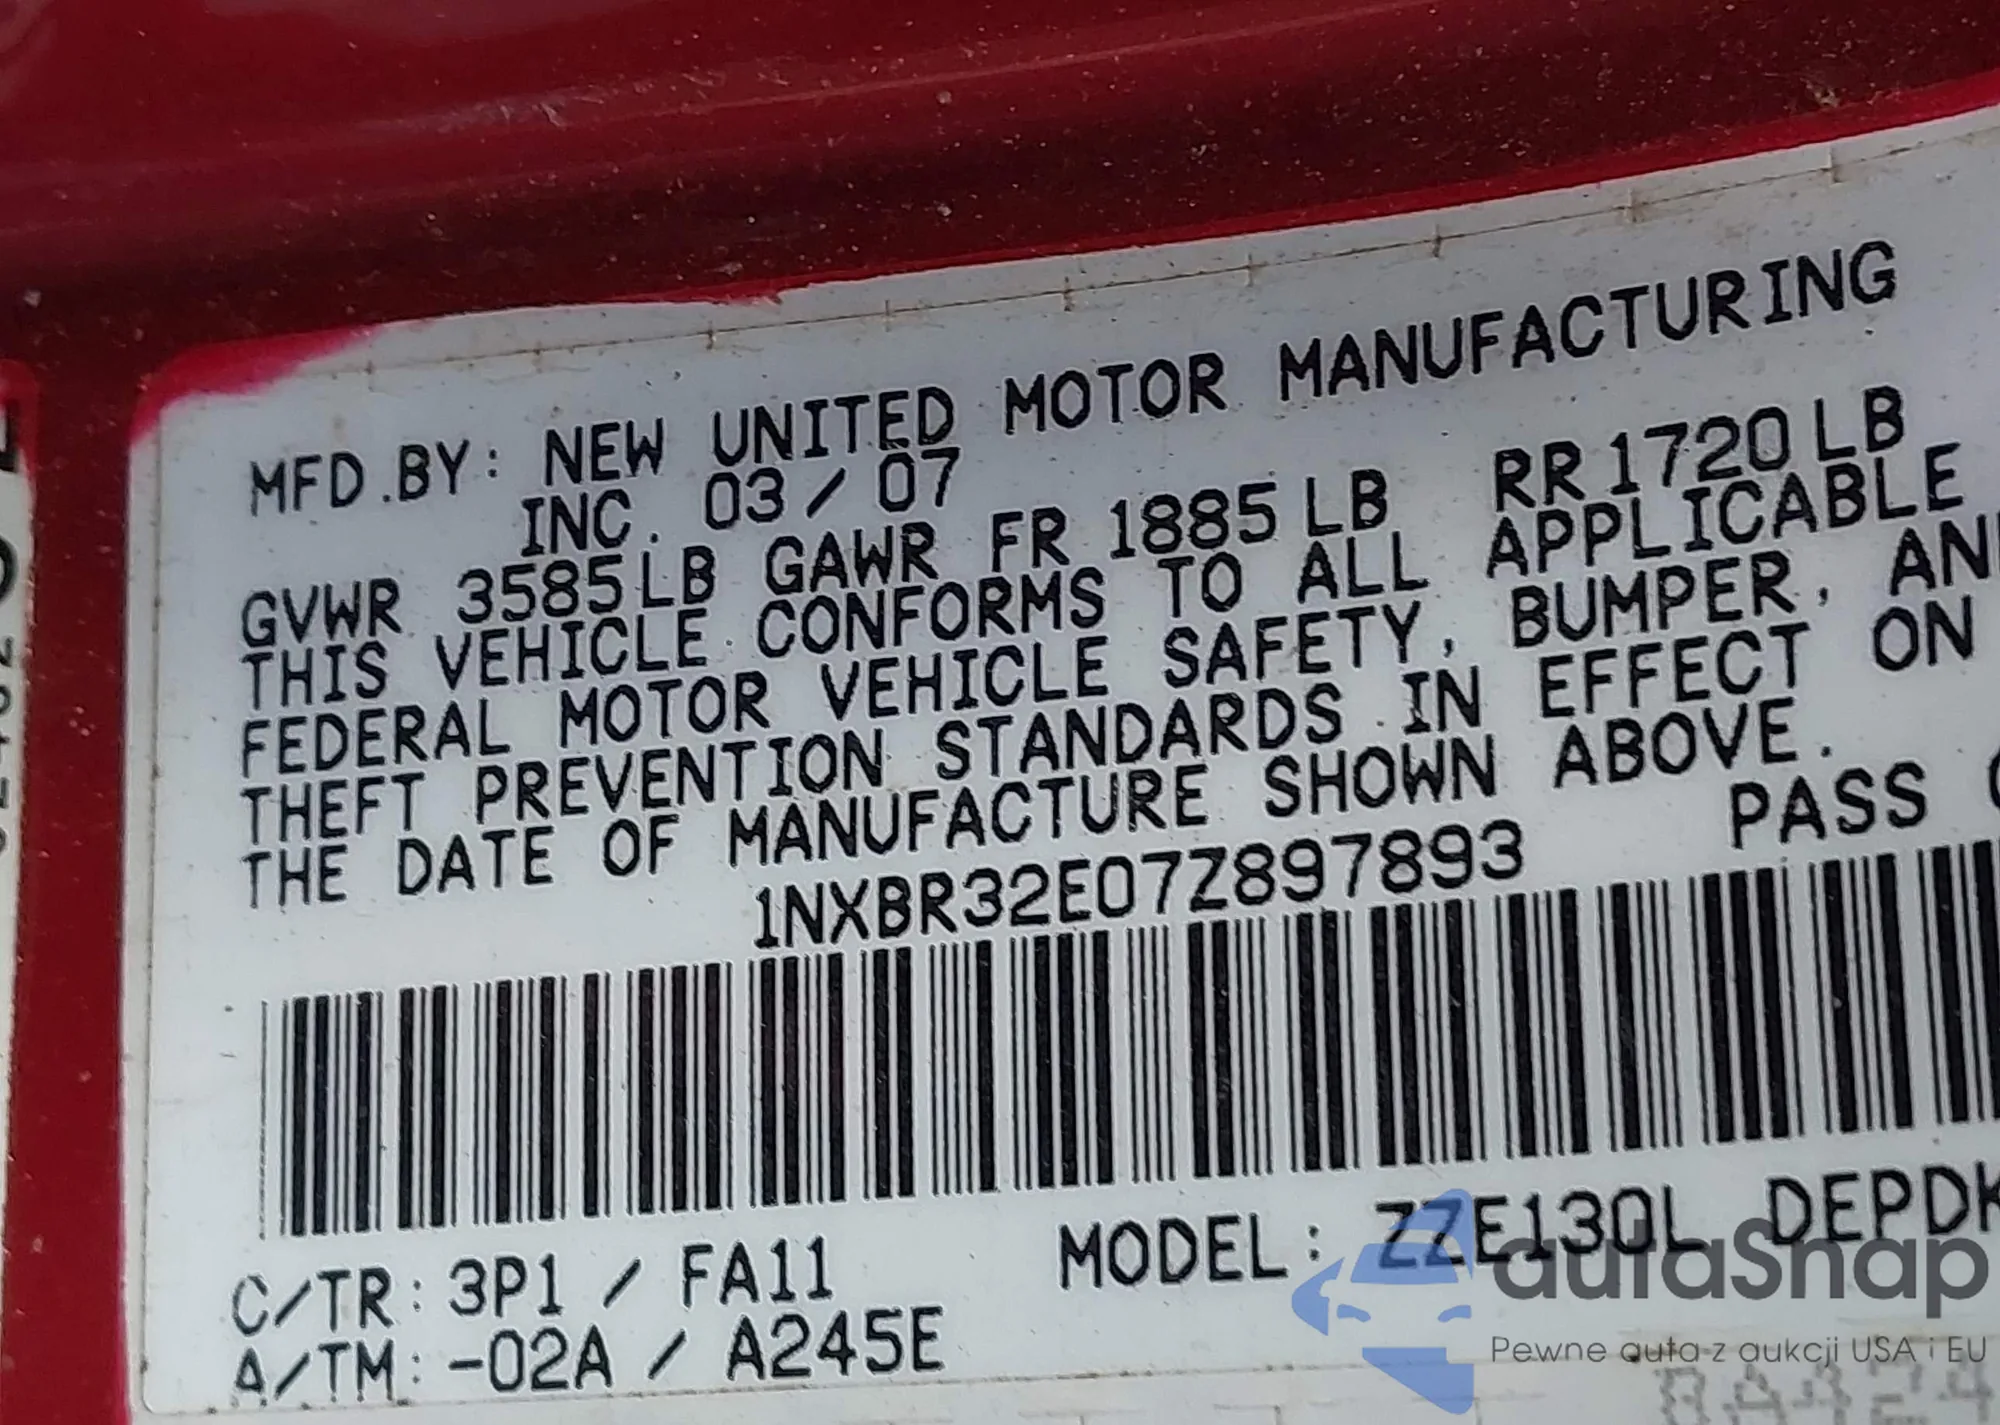 MFD.BY: NEW UNITED MOTOR MANUFACTURING
INC. 03/07
GVWR 3585LB GAWR FR 1885LB RR1720LB
THIS VEHICLE CONFORMS TO ALL APPLICABLE
FEDERAL MOTOR VEHICLE SAFETY, BUMPER, AN
THEFT PREVENTION STANDARDS IN EFFECT ON
THE DATE OF MANUFACTURE SHOWN ABOVE.
1NXBR32E07Z897893 PASS
C/TR: 3P1 / FA11 MODEL: ZZE130L DEPDK
A/TM: -02A / A245E
autaSnap
Pewne auta z aukcji USA i EU